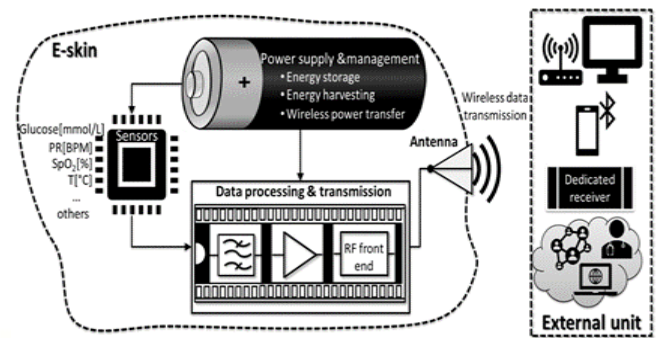 E-skin
Power supply &management
• Energy storage
• Energy harvesting
• Wireless power transfer
+
Sensors
Glucose[mmol/L]
PR[BPM]
SpO₂[%]
T[°C]
...
others
Data processing & transmission
RF front
end
Antenna
Wireless data
transmission
Dedicated
receiver
External unit